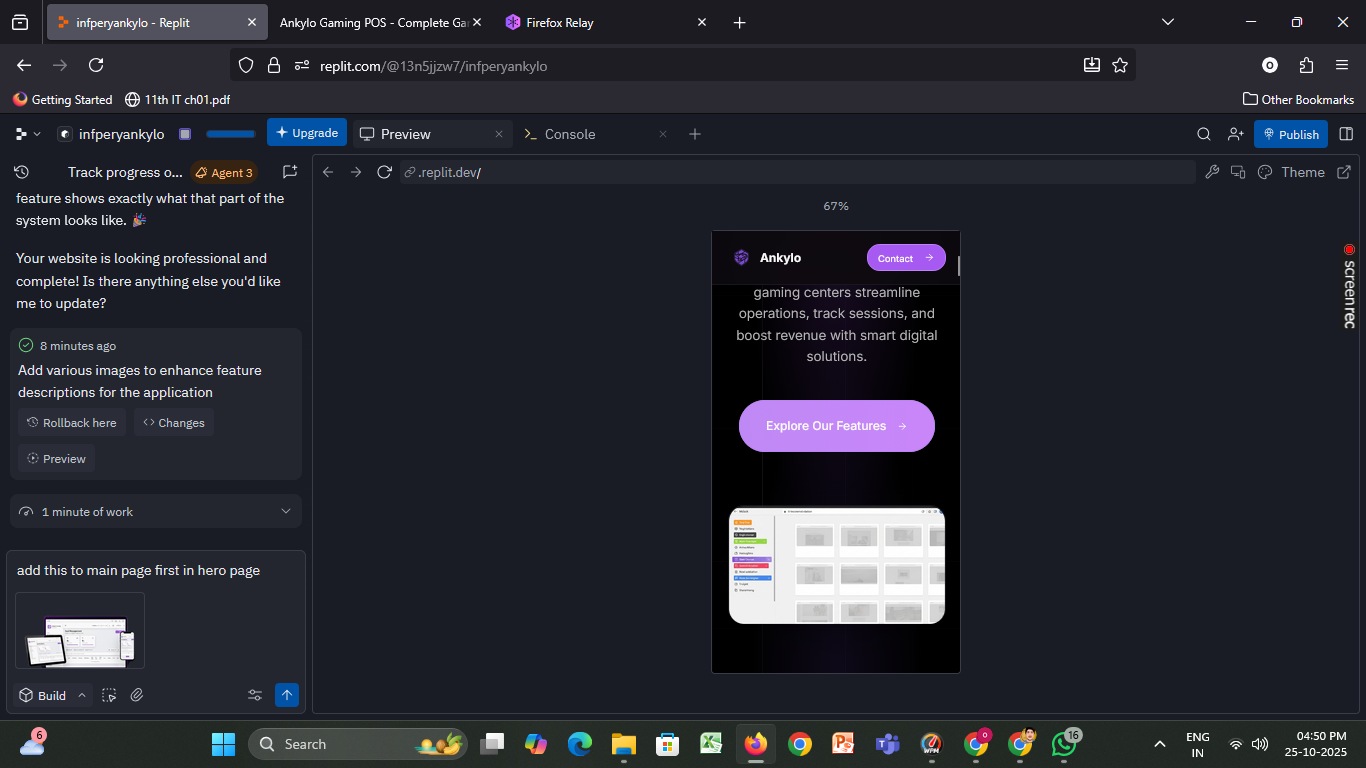 infperyankylo - Replit
Ankylo Gaming POS - Complete Ga
Firefox Relay
replit.com/@13n5jjzw7/infperyankylo
Getting Started
11th IT ch01.pdf
Other Bookmarks
infperyankylo
Upgrade
Preview
Console
Publish
Track progress o...
Agent 3
.replit.dev/
Theme
feature shows exactly what that part of the
system looks like. 🎉
Your website is looking professional and
complete! Is there anything else you'd like
me to update?
8 minutes ago
Add various images to enhance feature
descriptions for the application
Rollback here
Changes
Preview
1 minute of work
add this to main page first in hero page
Build
67%
Ankylo
Contact
gaming centers streamline
operations, track sessions, and
boost revenue with smart digital
solutions.
Explore Our Features
screenrec
6
Search
WPM
16
ENG
IN
04:50 PM
25-10-2025